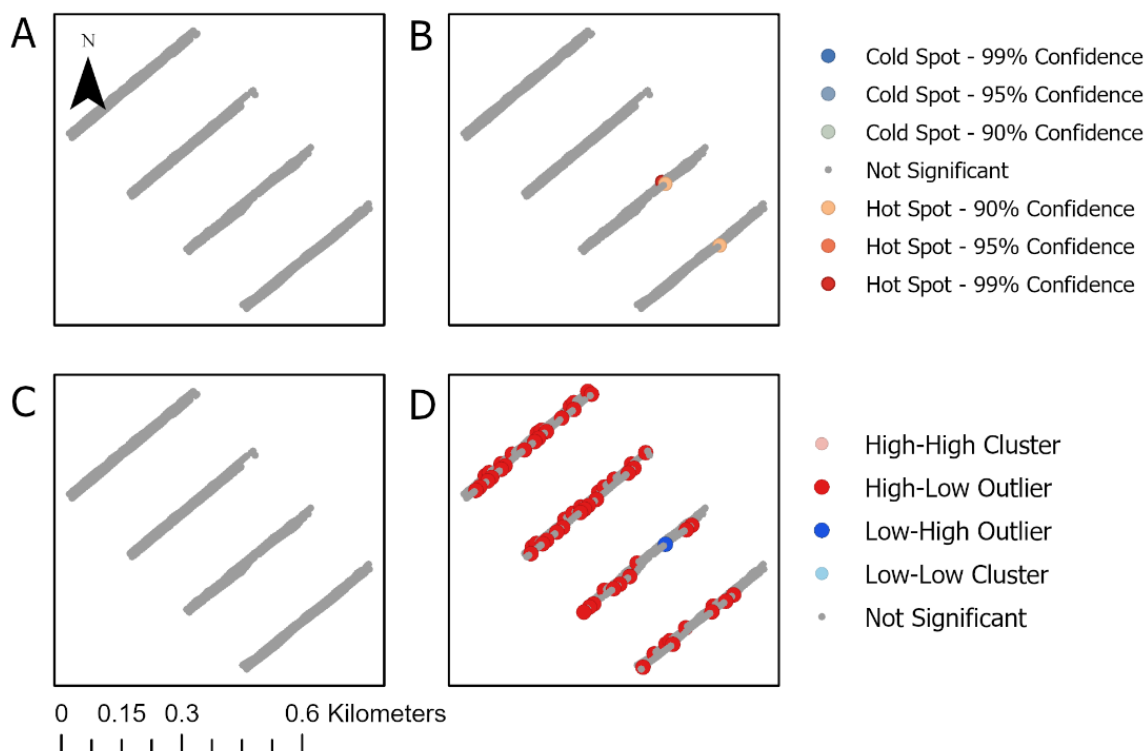 A
N
B
Cold Spot - 99% Confidence
Cold Spot - 95% Confidence
Cold Spot - 90% Confidence
Not Significant
Hot Spot - 90% Confidence
Hot Spot - 95% Confidence
Hot Spot - 99% Confidence
C
D
High-High Cluster
High-Low Outlier
Low-High Outlier
Low-Low Cluster
Not Significant
0 0.15 0.3 0.6 Kilometers